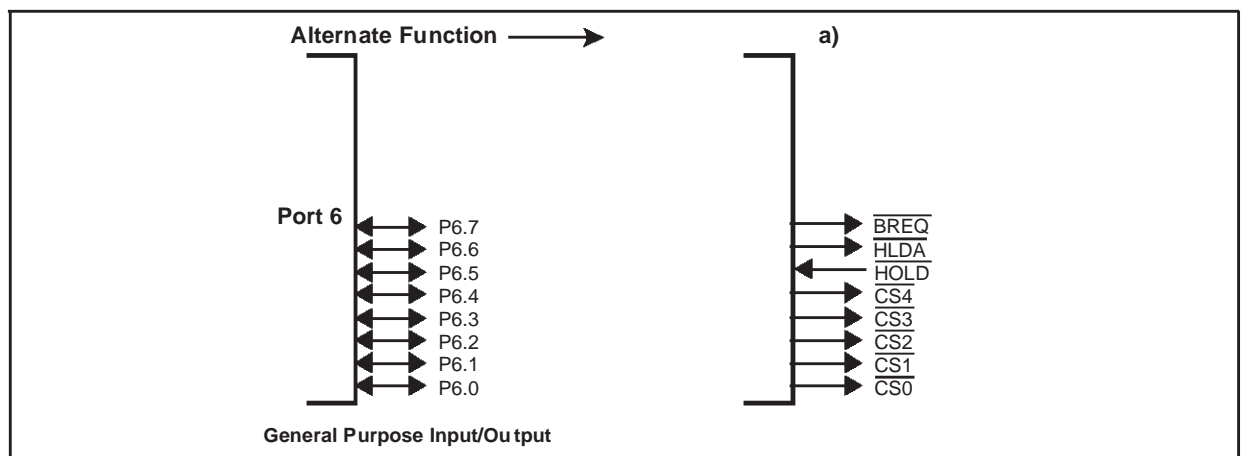 Alternate Function
a)
Port 6
P6.7
P6.6
P6.5
P6.4
P6.3
P6.2
P6.1
P6.0
BREQ
HLDA
HOLD
CS4
CS3
CS2
CS1
CS0
General Purpose Input/Output